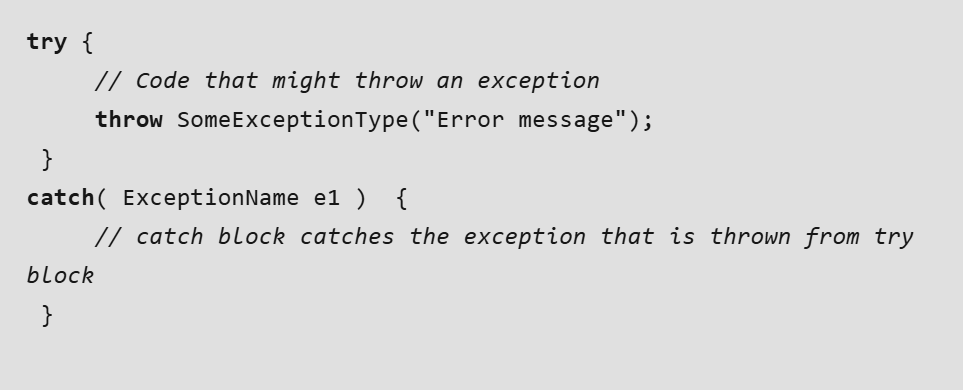 try {
// Code that might throw an exception
throw SomeExceptionType("Error message");
}
catch( ExceptionName e1 )  {
// catch block catches the exception that is thrown from try
block
}